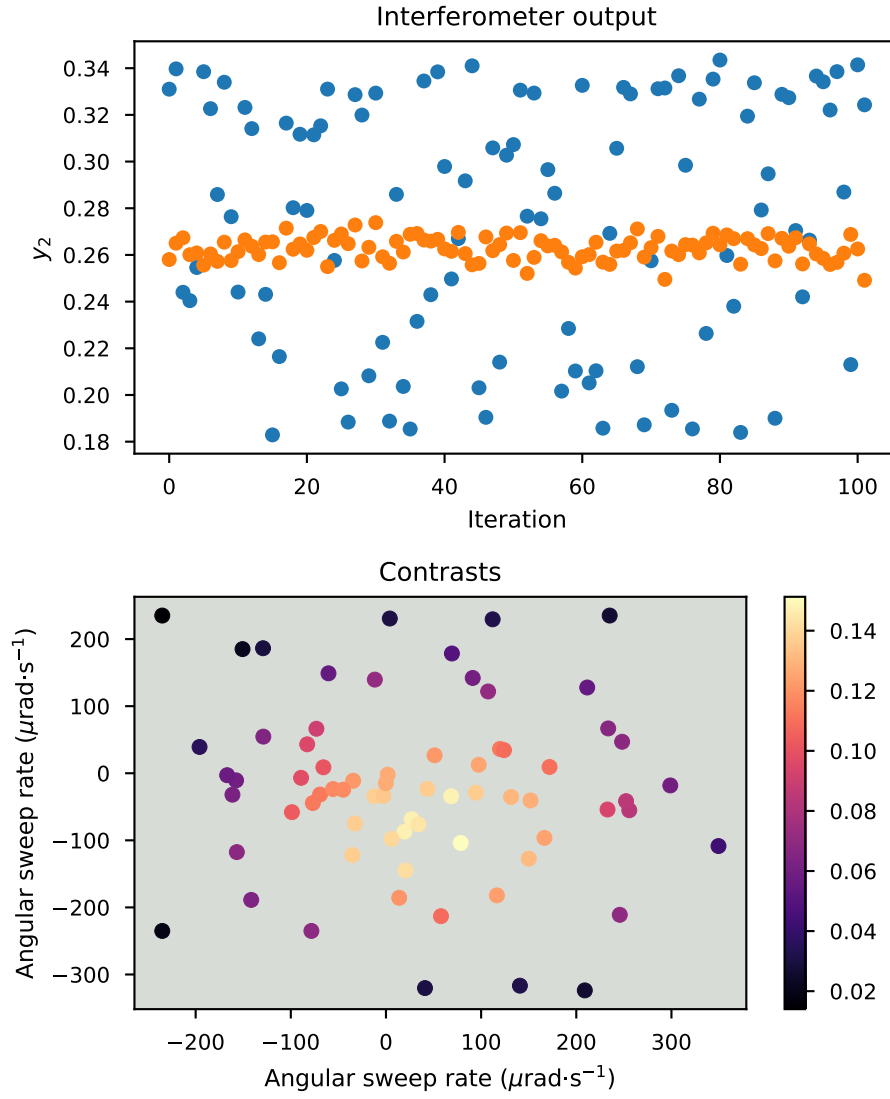 Interferometer output
0.34
0.32
0.30
0.28
0.26
0.24
0.22
0.20
0.18
y₂
0 20 40 60 80 100
Iteration
Contrasts
200
100
0
−100
−200
−300
Angular sweep rate (μrad·s⁻¹)
−200 −100 0 100 200 300
Angular sweep rate (μrad·s⁻¹)
0.14
0.12
0.10
0.08
0.06
0.04
0.02